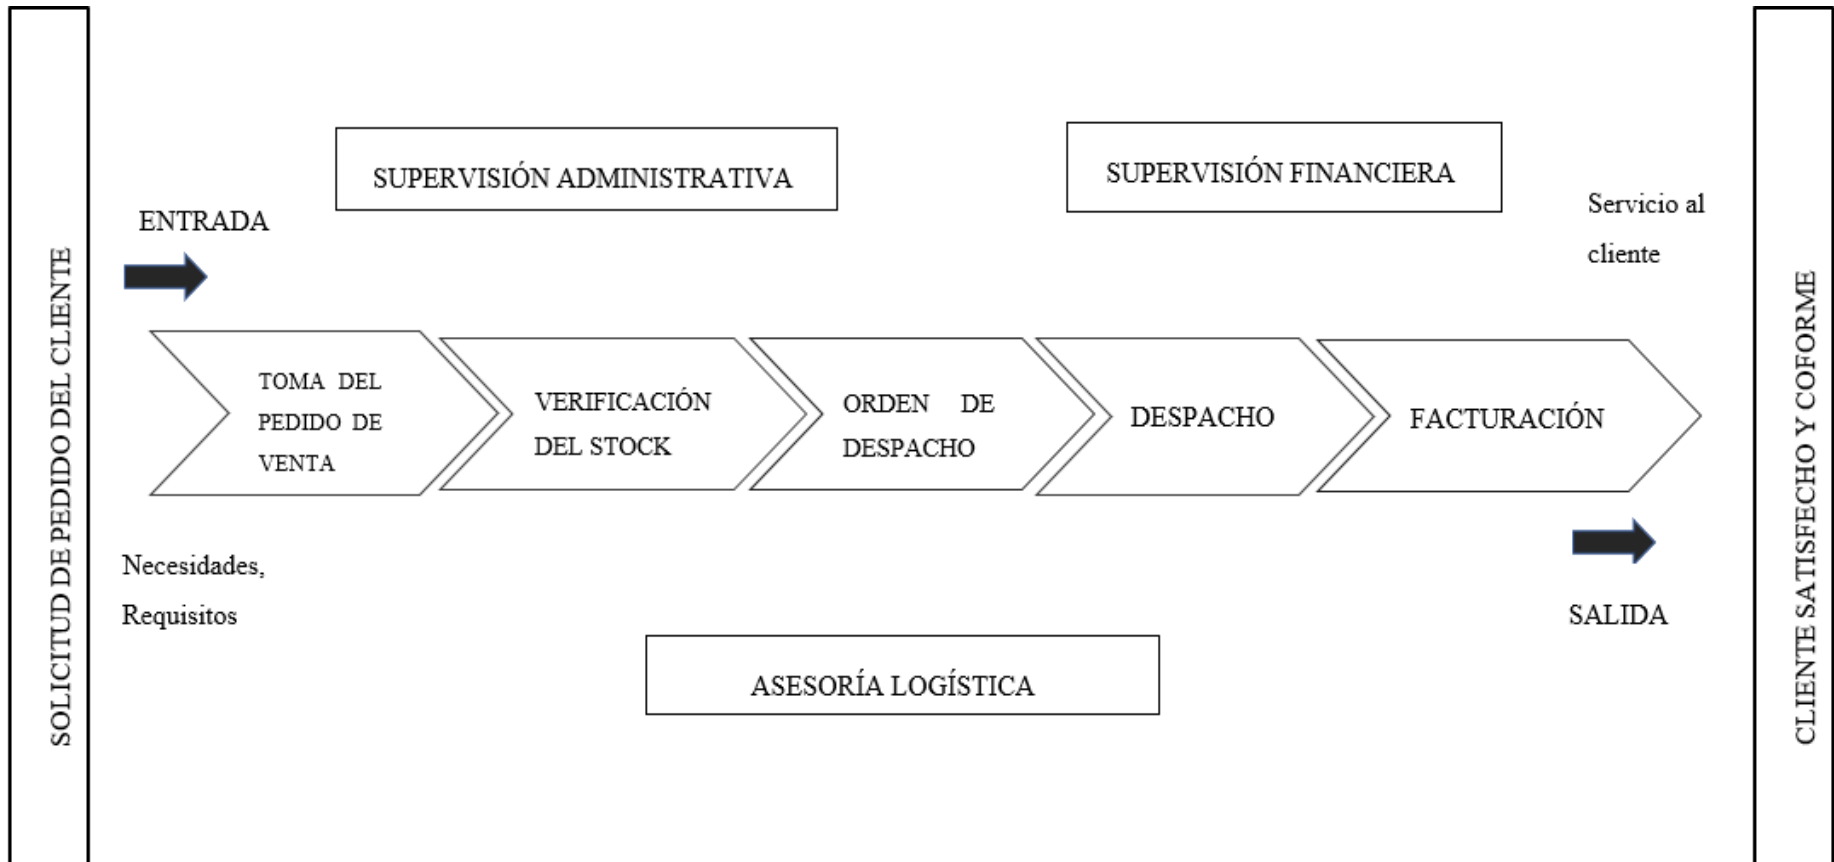 SOLICITUD DE PEDIDO DEL CLIENTE
SUPERVISIÓN ADMINISTRATIVA
SUPERVISIÓN FINANCIERA
ENTRADA
Servicio al
cliente
TOMA DEL
PEDIDO DE
VENTA
VERIFICACIÓN
DEL STOCK
ORDEN DE
DESPACHO
DESPACHO
FACTURACIÓN
Necesidades,
Requisitos
SALIDA
ASESORÍA LOGÍSTICA
CLIENTE SATISFECHO Y COFORME